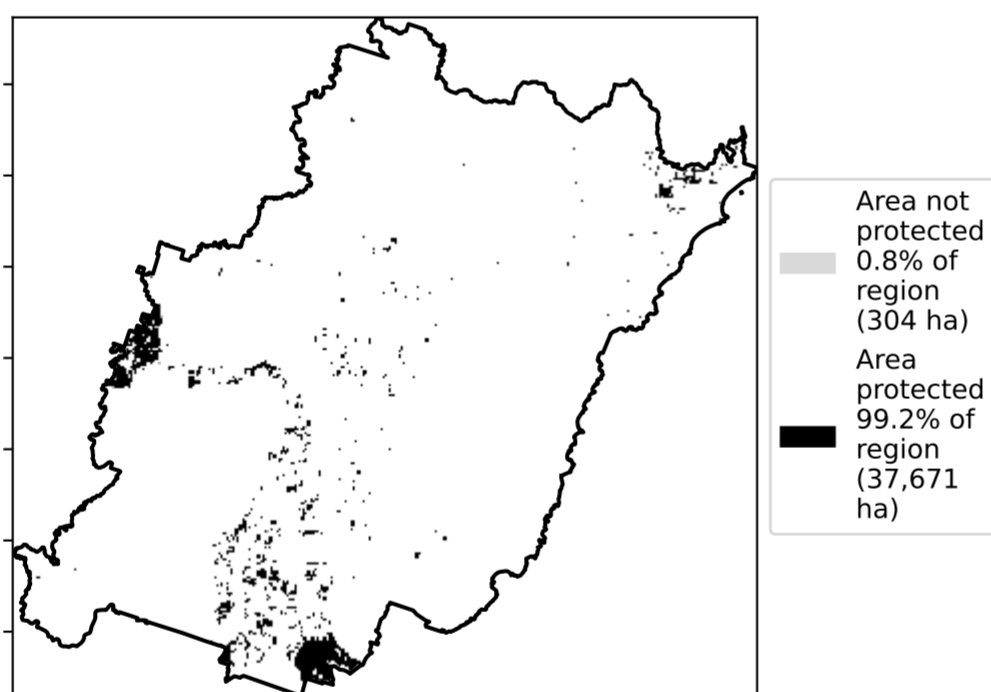 Area not
protected
0.8% of
region
(304 ha)
Area
protected
99.2% of
region
(37,671
ha)